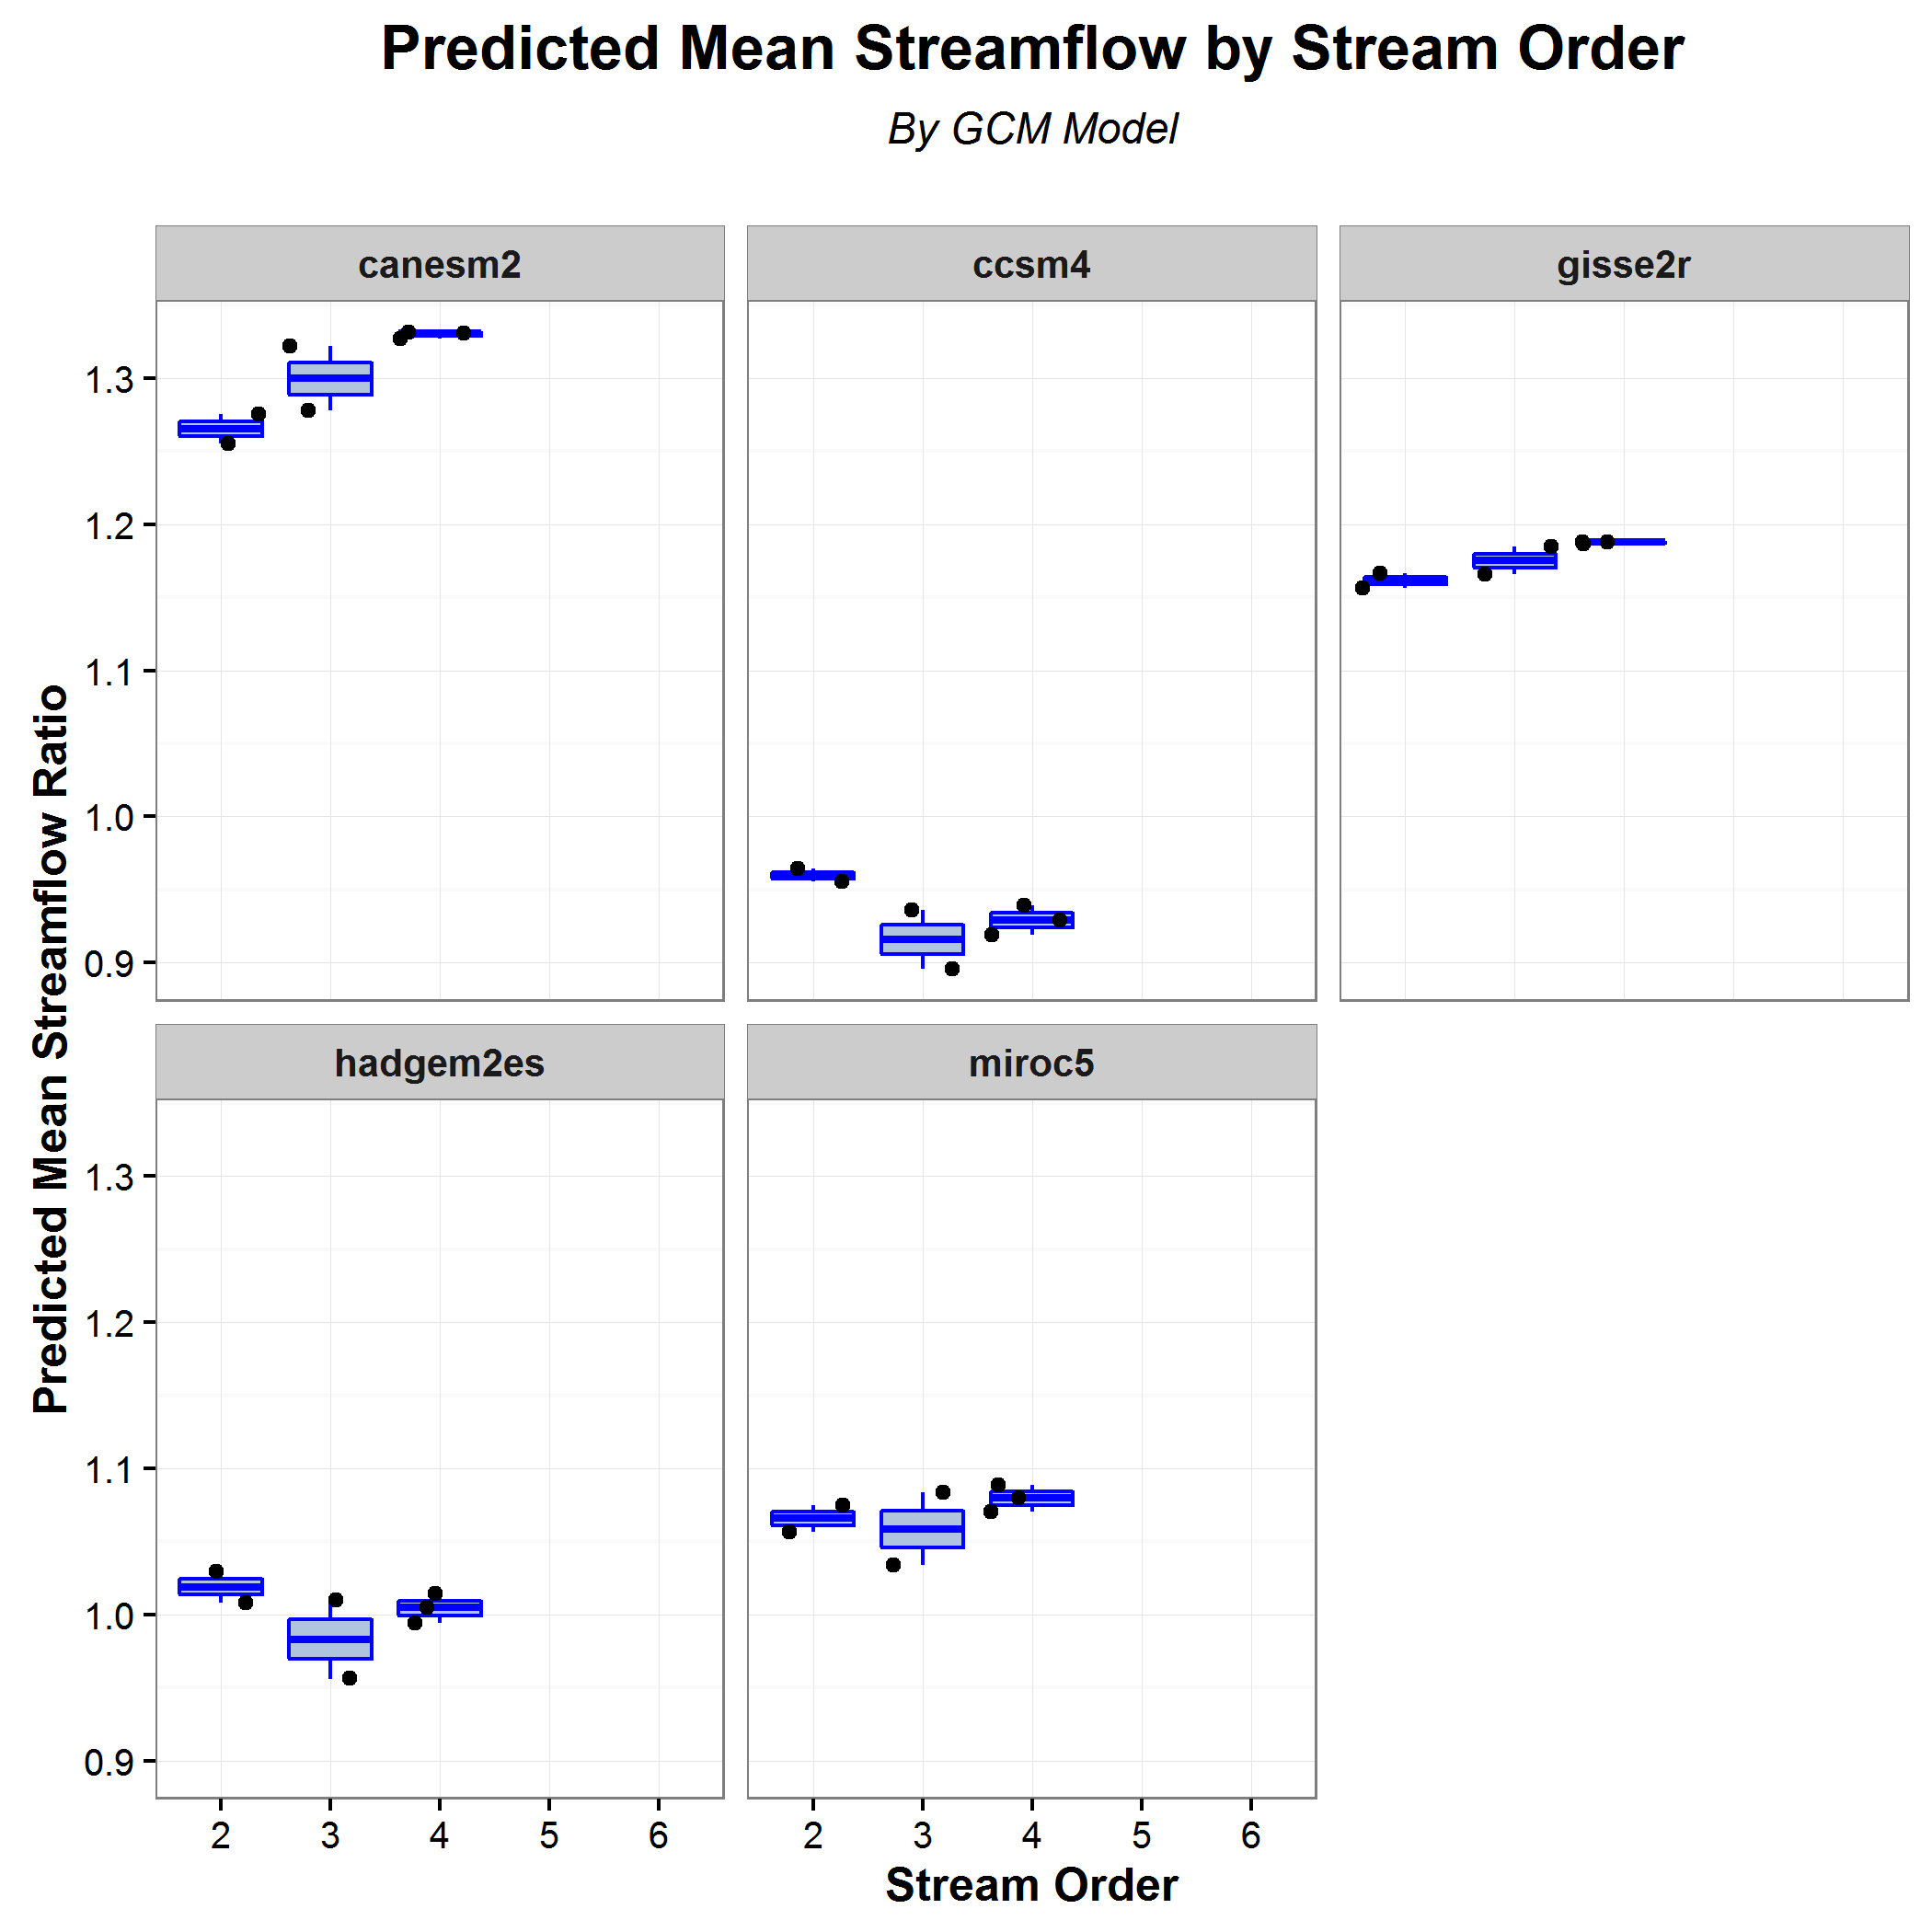 Predicted Mean Streamflow by Stream Order
By GCM Model
canesm2
ccsm4
gisse2r
1.3
1.2
1.1
1.0
0.9
Predicted Mean Streamflow Ratio
hadgem2es
miroc5
1.3
1.2
1.1
1.0
0.9
2 3 4 5 6
2 3 4 5 6
Stream Order